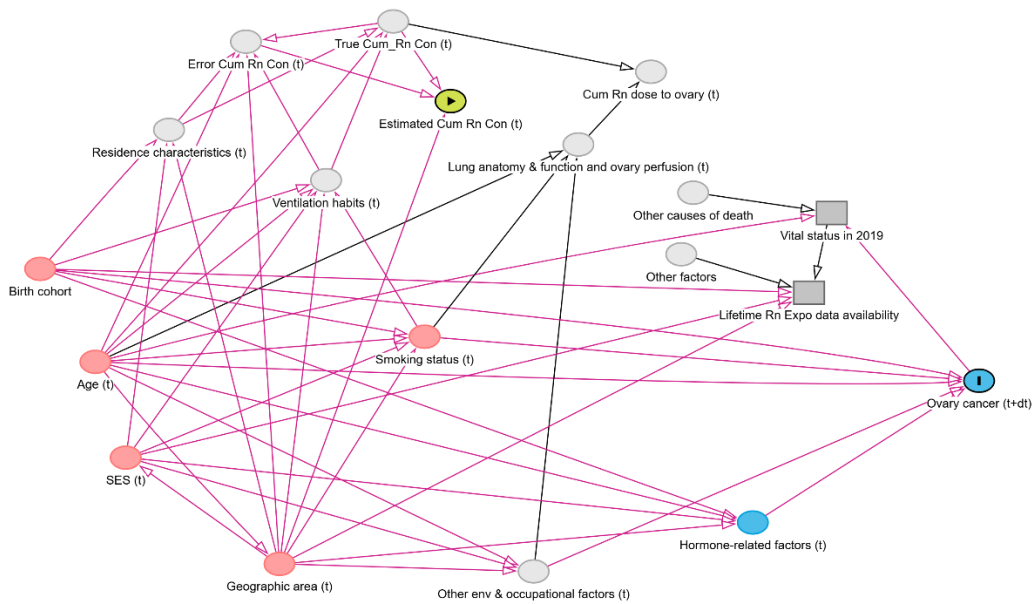 True Cum_Rn Con (t)
Error Cum Rn Con (t)
Cum Rn dose to ovary (t)
Estimated Cum Rn Con (t)
Residence characteristics (t)
Lung anatomy & function and ovary perfusion (t)
Ventilation habits (t)
Other causes of death
Vital status in 2019
Other factors
Birth cohort
Lifetime Rn Expo data availability
Smoking status (t)
Age (t)
Ovary cancer (t+dt)
SES (t)
Hormone-related factors (t)
Geographic area (t)
Other env & occupational factors (t)